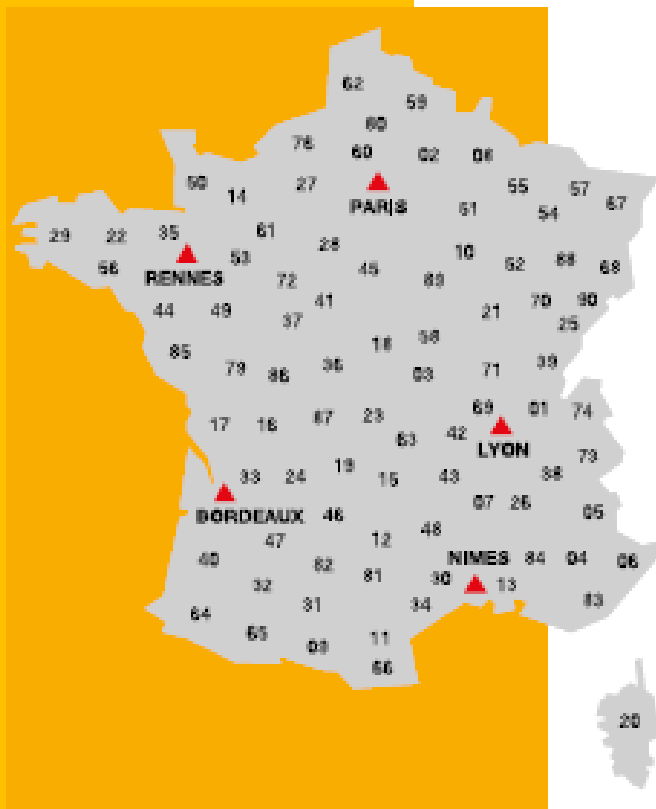 62
59
80
76 60 02 08
50 14 27 55 57 67
PARIS
51 54
29 22 35 61
28 10
56 53 52 88 68
RENNES
72 45 89
44 49 41 21 70 90
37 25
85 18 58
79 86 36 03 71 39
69 01 74
17 16 87 23
63 42
LYON
73
33 24 19 15 43 38
07 26
05
BORDEAUX 46
47 12 48
40 82 NIMES 84 04 06
32 81 30 13
64 31 34 83
65 09 11
66
20